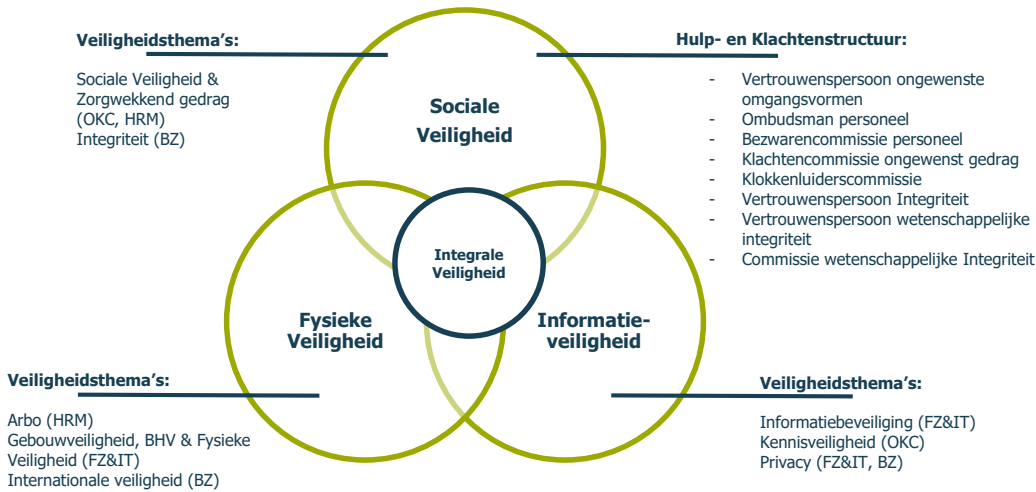 Veiligheidsthema's:
Sociale Veiligheid &
Zorgwekkend gedrag
(OKC, HRM)
Integriteit (BZ)
Hulp- en Klachtenstructuur:
- Vertrouwenspersoon ongewenste
omgangsvormen
- Ombudsman personeel
- Bezwarencommissie personeel
- Klachtencommissie ongewenst gedrag
- Klokkenluiderscommissie
- Vertrouwenspersoon Integriteit
- Vertrouwenspersoon wetenschappelijke
integriteit
- Commissie wetenschappelijke Integriteit
Sociale
Veiligheid
Integrale
Veiligheid
Fysieke
Veiligheid
Informatie-
veiligheid
Veiligheidsthema's:
Arbo (HRM)
Gebouwveiligheid, BHV & Fysieke
Veiligheid (FZ&IT)
Internationale veiligheid (BZ)
Veiligheidsthema's:
Informatiebeveiliging (FZ&IT)
Kennisveiligheid (OKC)
Privacy (FZ&IT, BZ)